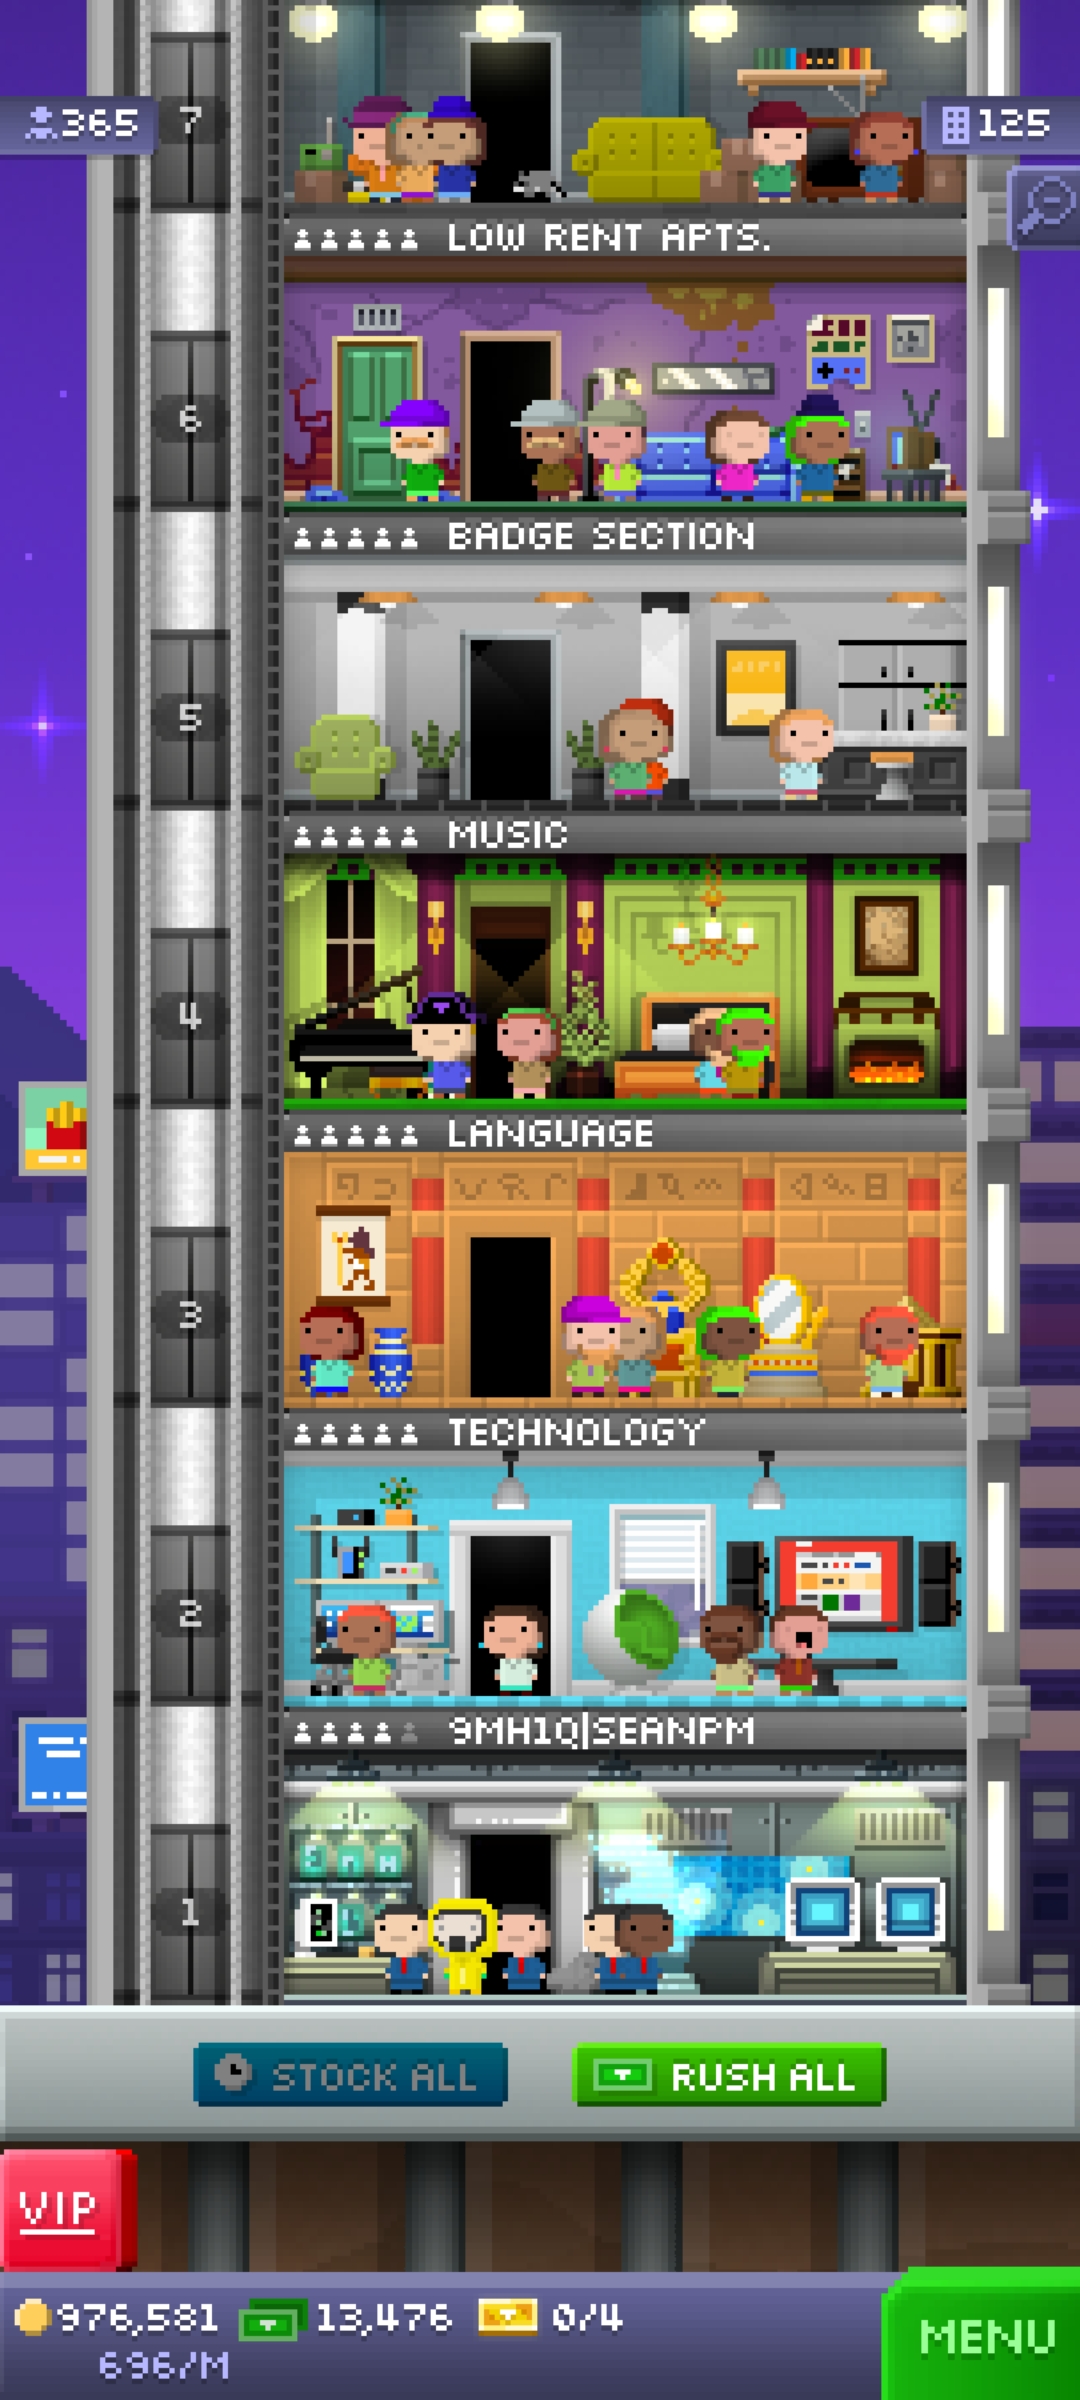 365
7
125
LOW RENT APTS.
6
BADGE SECTION
5
MUSIC
4
LANGUAGE
3
TECHNOLOGY
2
9MH1Q|SEANPM
1
STOCK ALL
RUSH ALL
VIP
976,581
13,476
0/4
696/M
MENU